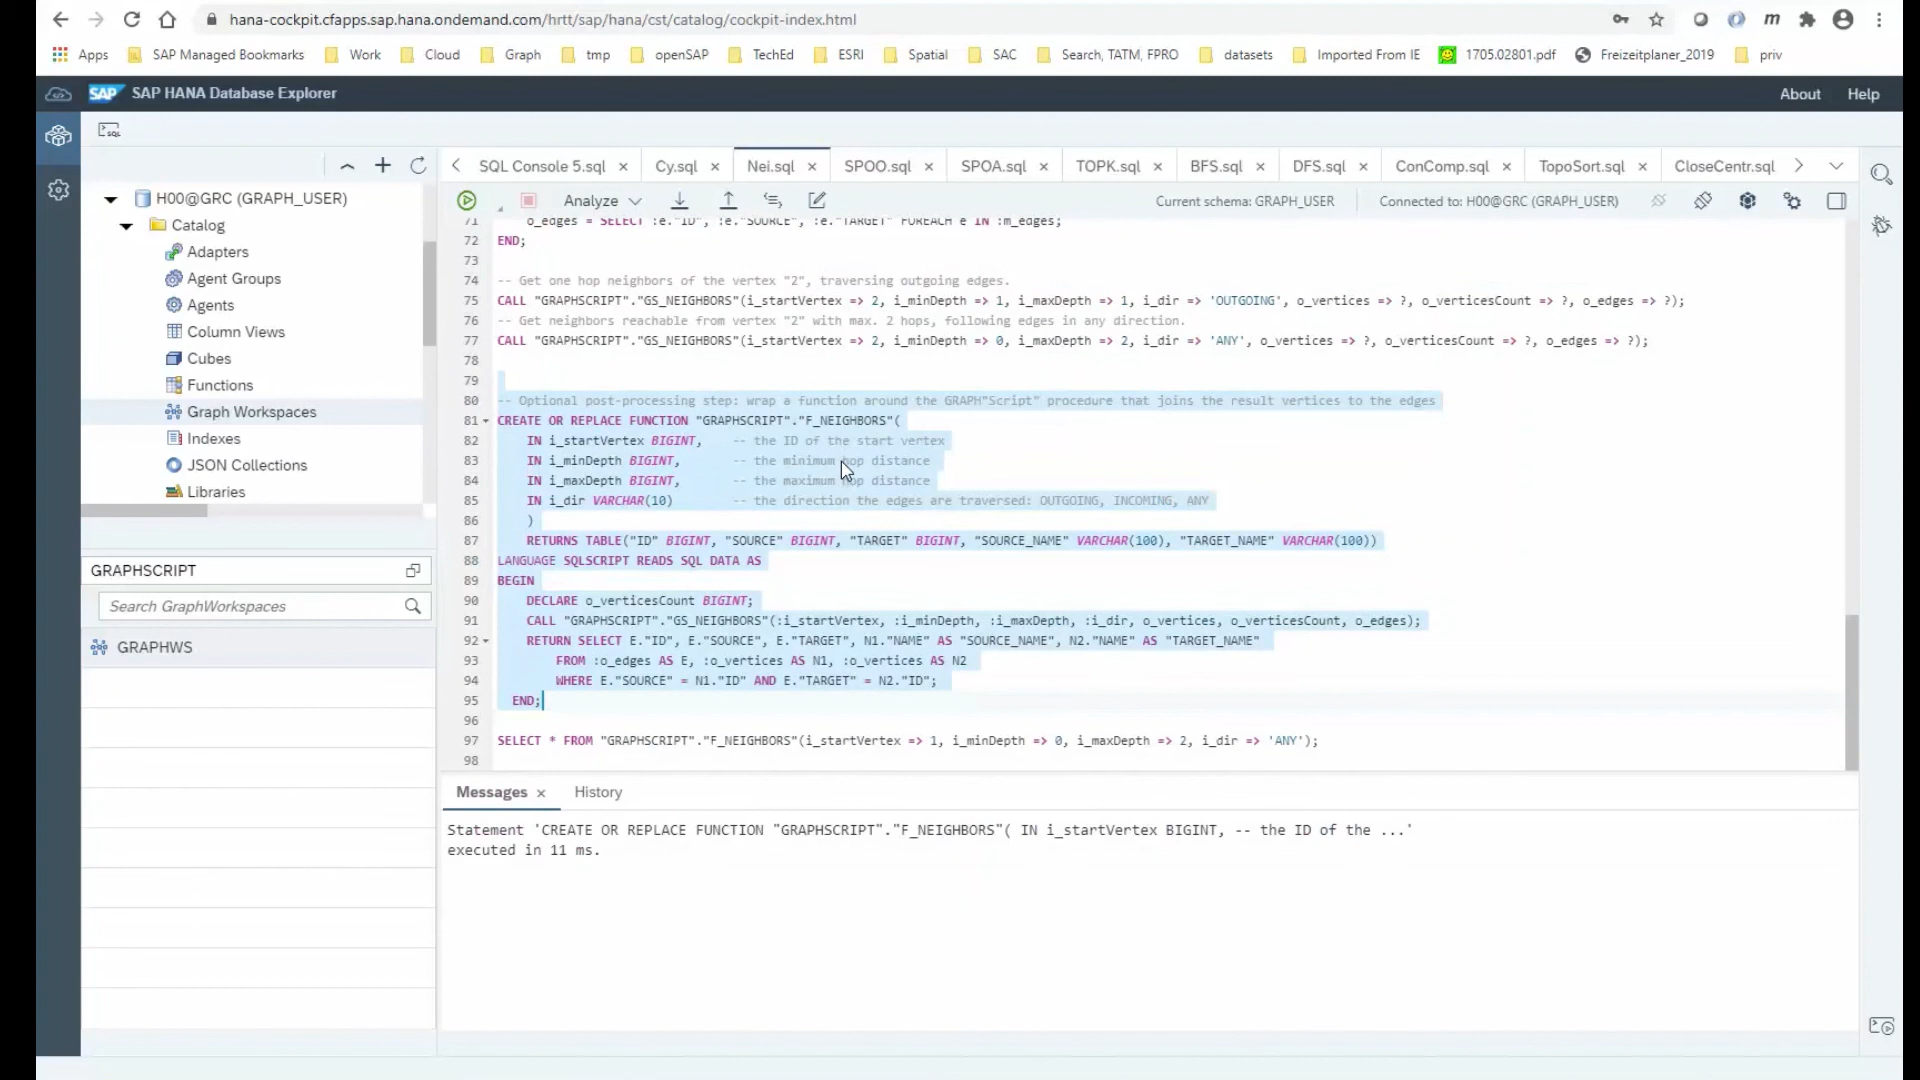 hana-cockpit.cfapps.sap.hana.ondemand.com/hrtt/sap/hana/cst/catalog/cockpit-index.html
Apps SAP Managed Bookmarks Work Cloud Graph tmp openSAP TechEd ESRI Spatial SAC Search, TATM, FPRO datasets Imported From IE 1705.02801.pdf Freizeitplaner_2019 priv
SAP SAP HANA Database Explorer About Help
SQL Console 5.sql Cy.sql Nei.sql SPOO.sql SPOA.sql TOPK.sql BFS.sql DFS.sql ConComp.sql TopoSort.sql CloseCentr.sql
Analyze Current schema: GRAPH_USER Connected to: H00@GRC (GRAPH_USER)
H00@GRC (GRAPH_USER)
Catalog
Adapters
Agent Groups
Agents
Column Views
Cubes
Functions
Graph Workspaces
Indexes
JSON Collections
Libraries
GRAPHSCRIPT
Search GraphWorkspaces
GRAPHWS
71 o_edges = SELECT :e."ID", :e."SOURCE", :e."TARGET" FOREACH e IN :m_edges;
72 END;
73
74 -- Get one hop neighbors of the vertex "2", traversing outgoing edges.
75 CALL "GRAPHSCRIPT"."GS_NEIGHBORS"(i_startVertex => 2, i_minDepth => 1, i_maxDepth => 1, i_dir => 'OUTGOING', o_vertices => ?, o_verticesCount => ?, o_edges => ?);
76 -- Get neighbors reachable from vertex "2" with max. 2 hops, following edges in any direction.
77 CALL "GRAPHSCRIPT"."GS_NEIGHBORS"(i_startVertex => 2, i_minDepth => 0, i_maxDepth => 2, i_dir => 'ANY', o_vertices => ?, o_verticesCount => ?, o_edges => ?);
78
79
80 -- Optional post-processing step: wrap a function around the GRAPH"Script" procedure that joins the result vertices to the edges
81 CREATE OR REPLACE FUNCTION "GRAPHSCRIPT"."F_NEIGHBORS"(
82 IN i_startVertex BIGINT, -- the ID of the start vertex
83 IN i_minDepth BIGINT, -- the minimum hop distance
84 IN i_maxDepth BIGINT, -- the maximum hop distance
85 IN i_dir VARCHAR(10) -- the direction the edges are traversed: OUTGOING, INCOMING, ANY
86 )
87 RETURNS TABLE("ID" BIGINT, "SOURCE" BIGINT, "TARGET" BIGINT, "SOURCE_NAME" VARCHAR(100), "TARGET_NAME" VARCHAR(100))
88 LANGUAGE SQLSCRIPT READS SQL DATA AS
89 BEGIN
90 DECLARE o_verticesCount BIGINT;
91 CALL "GRAPHSCRIPT"."GS_NEIGHBORS"(:i_startVertex, :i_minDepth, :i_maxDepth, :i_dir, o_vertices, o_verticesCount, o_edges);
92 RETURN SELECT E."ID", E."SOURCE", E."TARGET", N1."NAME" AS "SOURCE_NAME", N2."NAME" AS "TARGET_NAME"
93 FROM :o_edges AS E, :o_vertices AS N1, :o_vertices AS N2
94 WHERE E."SOURCE" = N1."ID" AND E."TARGET" = N2."ID";
95 END;
96
97 SELECT * FROM "GRAPHSCRIPT"."F_NEIGHBORS"(i_startVertex => 1, i_minDepth => 0, i_maxDepth => 2, i_dir => 'ANY');
98
Messages History
Statement 'CREATE OR REPLACE FUNCTION "GRAPHSCRIPT"."F_NEIGHBORS"( IN i_startVertex BIGINT, -- the ID of the ...'
executed in 11 ms.